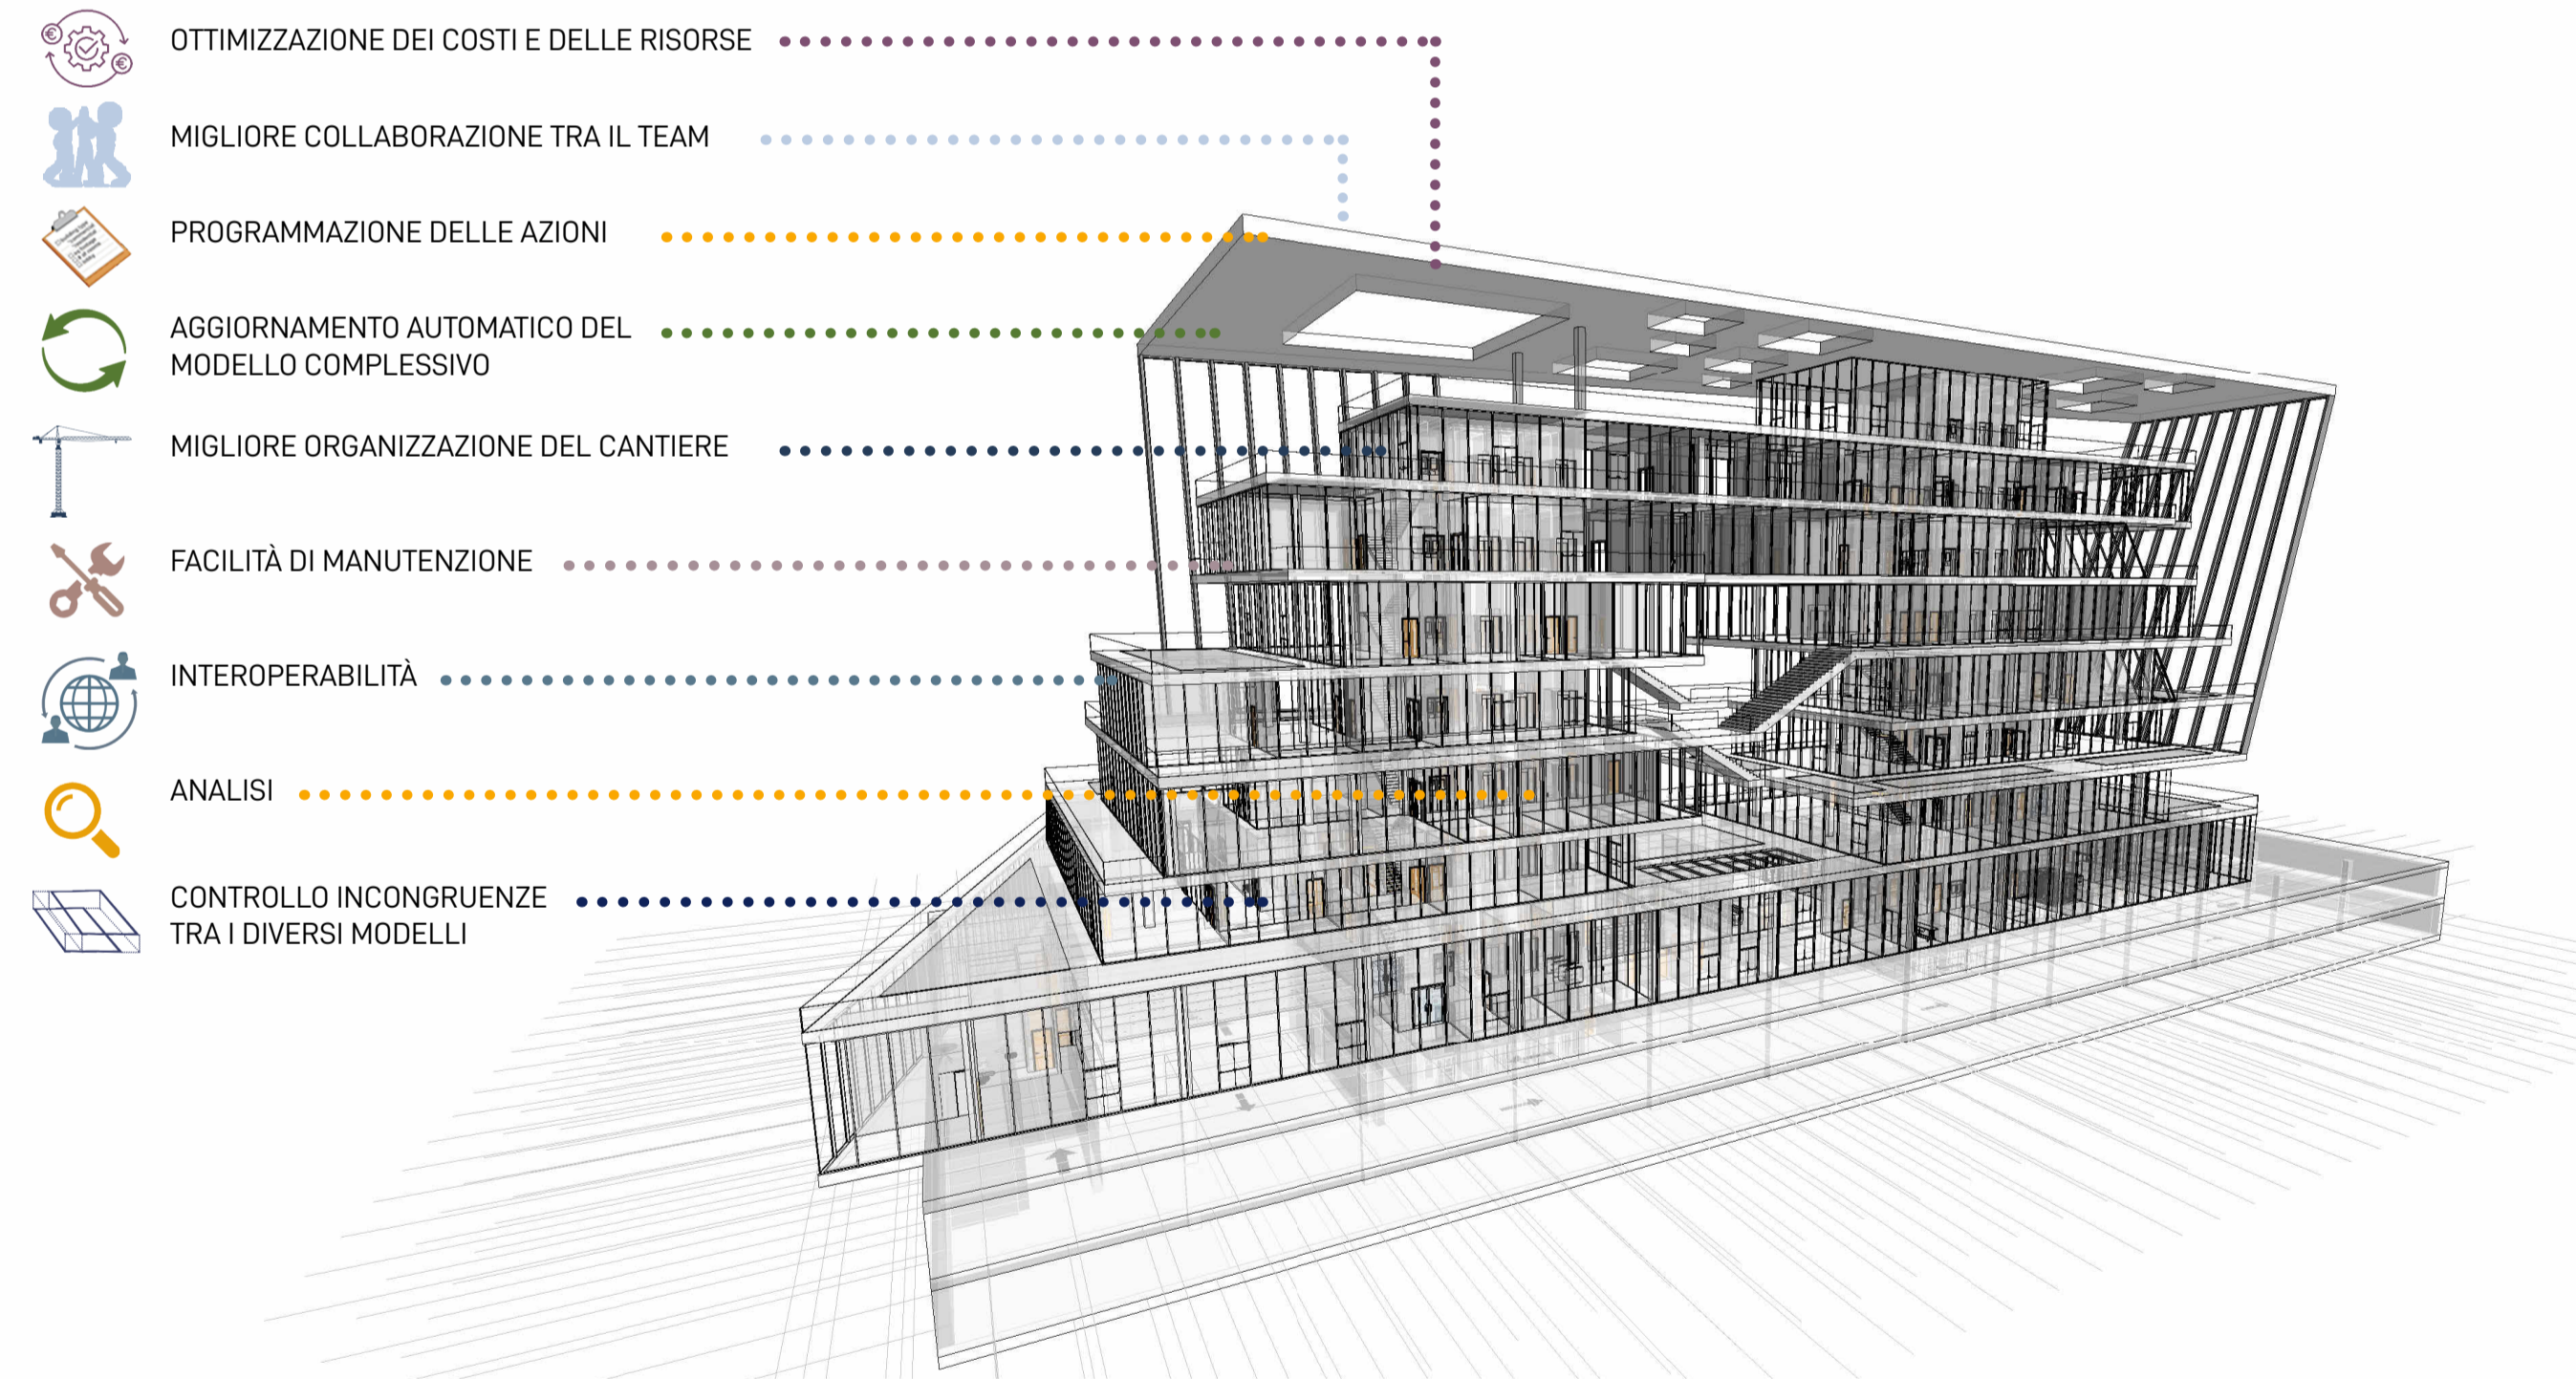 OTTIMIZZAZIONE DEI COSTI E DELLE RISORSE
MIGLIORE COLLABORAZIONE TRA IL TEAM
PROGRAMMAZIONE DELLE AZIONI
AGGIORNAMENTO AUTOMATICO DEL
MODELLO COMPLESSIVO
MIGLIORE ORGANIZZAZIONE DEL CANTIERE
FACILITÀ DI MANUTENZIONE
INTEROPERABILITÀ
ANALISI
CONTROLLO INCONGRUENZE
TRA I DIVERSI MODELLI